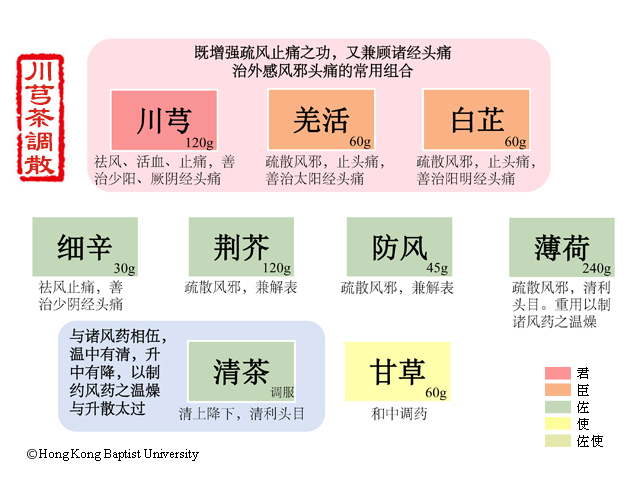 川芎茶調散
既增强疏风止痛之功，又兼顾诸经头痛
治外感风邪头痛的常用组合
川芎
120g
祛风、活血、止痛，善
治少阳、厥阴经头痛
羌活
60g
疏散风邪，止头痛，
善治太阳经头痛
白芷
60g
疏散风邪，止头痛，
善治阳明经头痛
细辛
30g
祛风止痛，善
治少阴经头痛
荆芥
120g
疏散风邪，兼解表
防风
45g
疏散风邪，兼解表
薄荷
240g
疏散风邪，清利
头目。重用以制
诸风药之温燥
与诸风药相伍，
温中有清，升
中有降，以制
约风药之温燥
与升散太过
清茶
调服
清上降下，清利头目
甘草
60g
和中调药
君
臣
佐
使
佐使
©Hong Kong Baptist University